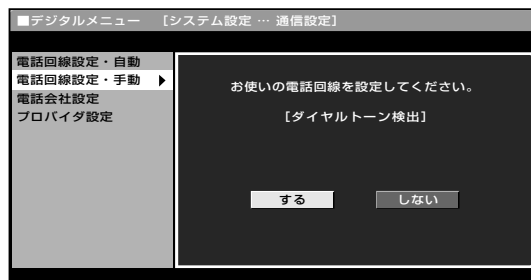 ■デジタルメニュー [システム設定 … 通信設定]
電話回線設定・自動
電話回線設定・手動 ▶
電話会社設定
プロバイダ設定
お使いの電話回線を設定してください。
[ダイヤルトーン検出]
する
しない